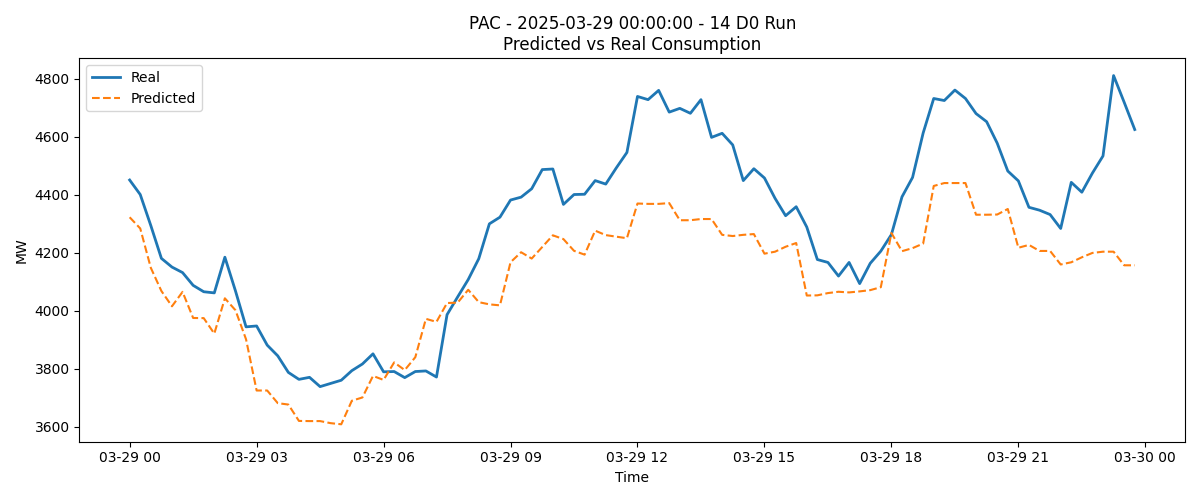 PAC - 2025-03-29 00:00:00 - 14 D0 Run
Predicted vs Real Consumption
Real
Predicted
MW
4800
4600
4400
4200
4000
3800
3600
03-29 00
03-29 03
03-29 06
03-29 09
03-29 12
03-29 15
03-29 18
03-29 21
03-30 00
Time